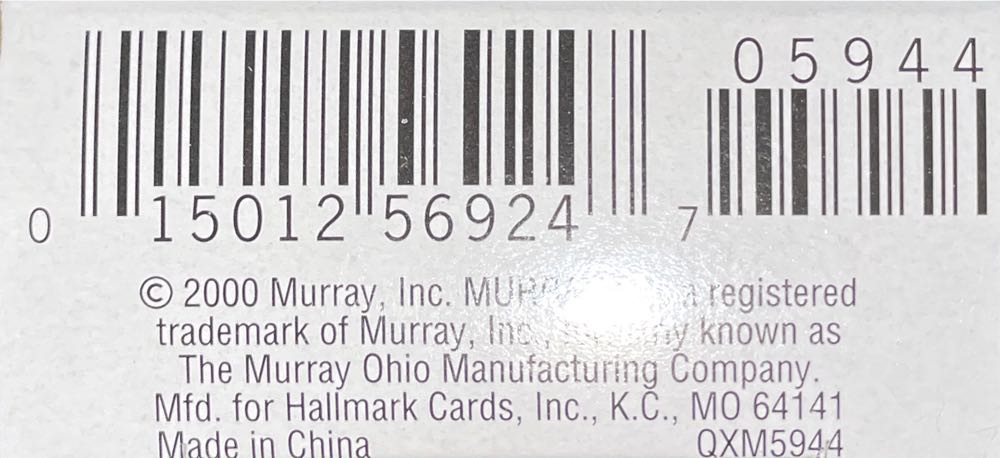 05944
0 15012 56924 7
© 2000 Murray, Inc. a registered
trademark of Murray, Inc., known as
The Murray Ohio Manufacturing Company.
Mfd. for Hallmark Cards, Inc., K.C., MO 64141
Made in China QXM5944